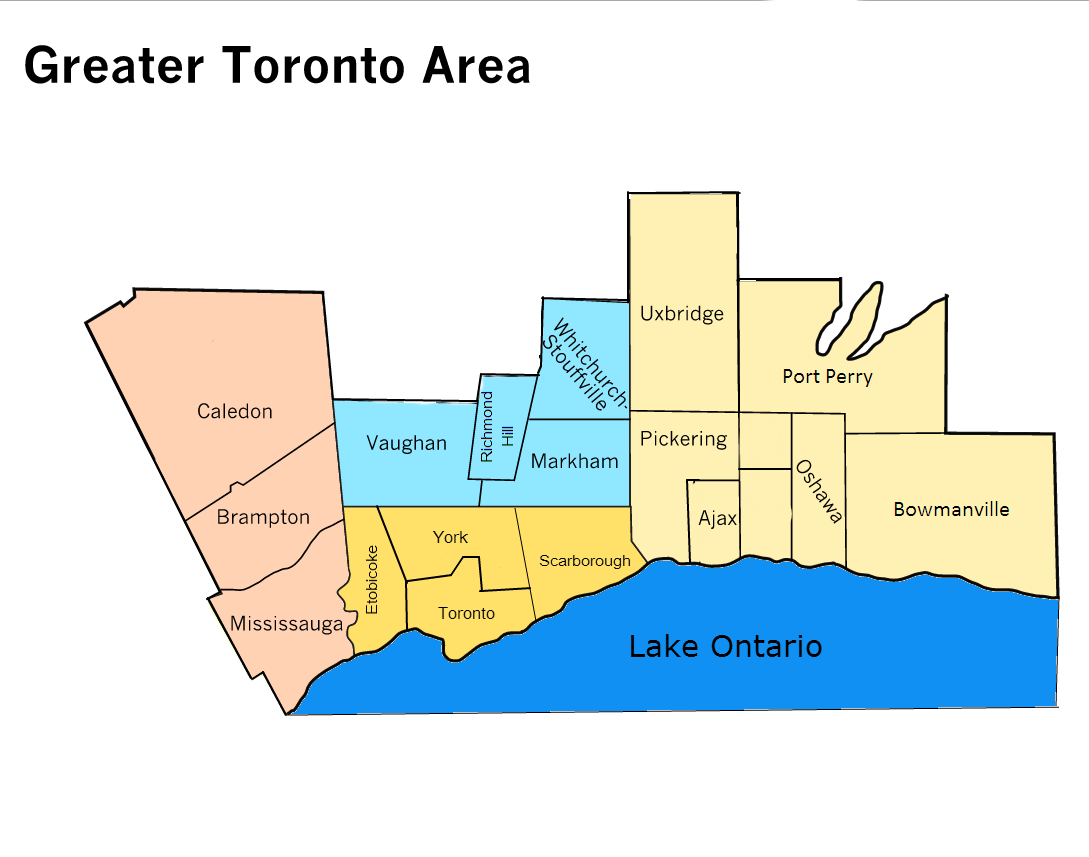 Greater Toronto Area
Uxbridge
Whitchurch-
Stouffville
Port Perry
Caledon
Richmond
Hill
Vaughan
Pickering
Markham
Oshawa
Brampton
Ajax
Bowmanville
York
Etobicoke
Scarborough
Toronto
Mississauga
Lake Ontario